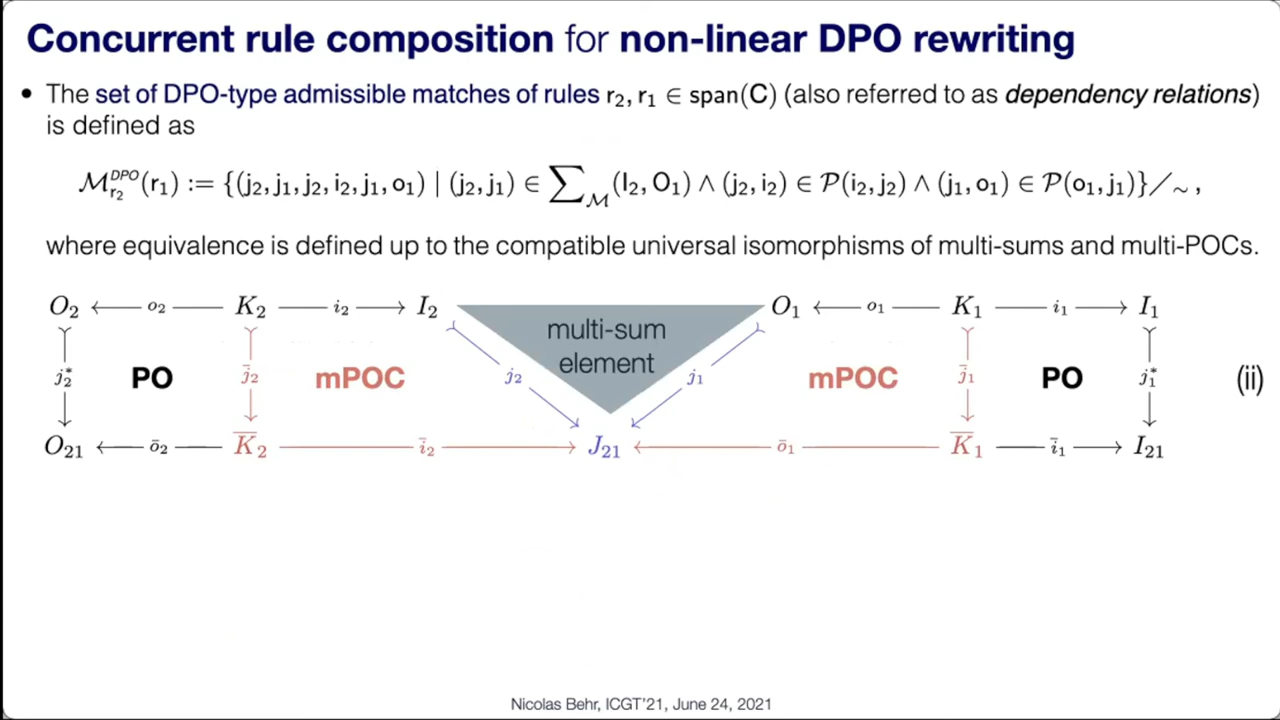 Concurrent rule composition for non-linear DPO rewriting
• The set of DPO-type admissible matches of rules r₂, r₁ ∈ span(C) (also referred to as dependency relations)
is defined as
ℳ^{DPO}_{r₂}(r₁) := {(j₂, j₁, j₂, i₂, j₁, o₁) | (j₂, j₁) ∈ ∑_ℳ(I₂, O₁) ∧ (j₂, i₂) ∈ 𝒫(i₂, j₂) ∧ (j₁, o₁) ∈ 𝒫(o₁, j₁)}/∼ ,
where equivalence is defined up to the compatible universal isomorphisms of multi-sums and multi-POCs.
O₂ ← o₂ — K₂ — i₂ → I₂ O₁ ← o₁ — K₁ — i₁ → I₁
multi-sum
element
j₂* PO j̄₂ mPOC j₂ j₁ mPOC j̄₁ PO j₁* (ii)
O₂₁ ← ō₂ — K̅₂ — ī₂ → J₂₁ ← ō₁ — K̅₁ — ī₁ → I₂₁
Nicolas Behr, ICGT'21, June 24, 2021